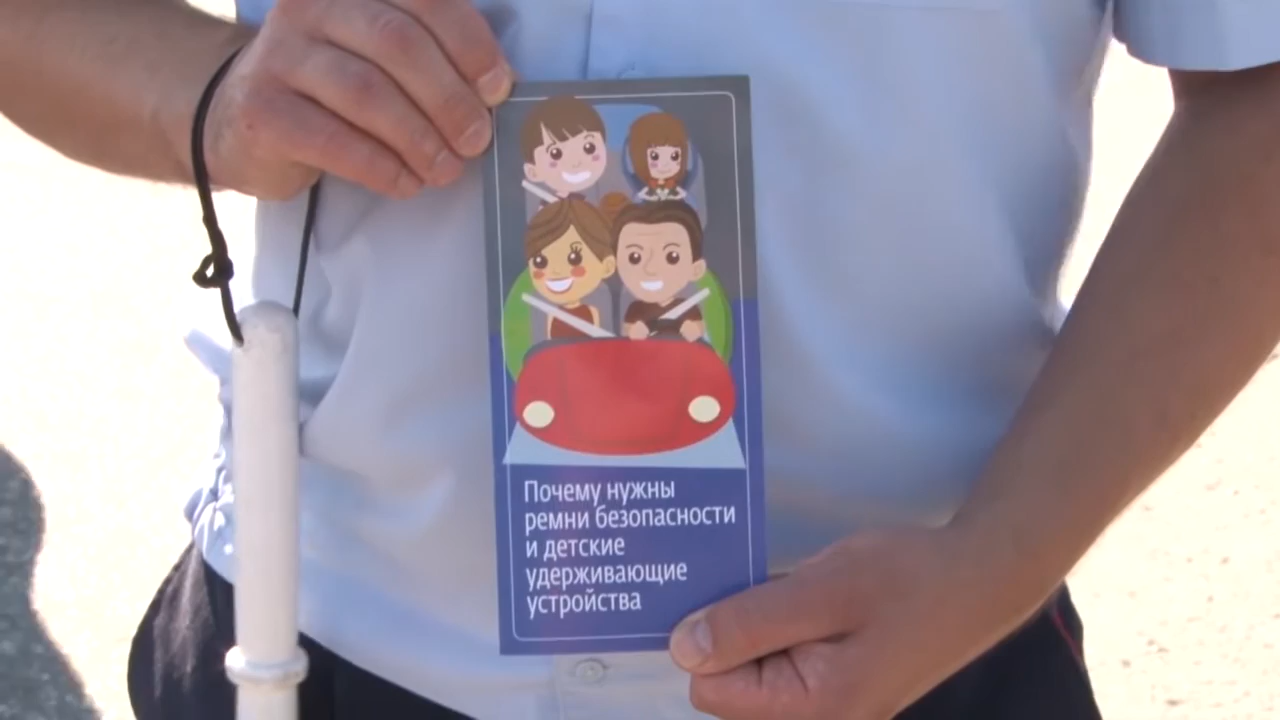 Почему нужны
ремни безопасности
и детские
удерживающие
устройства